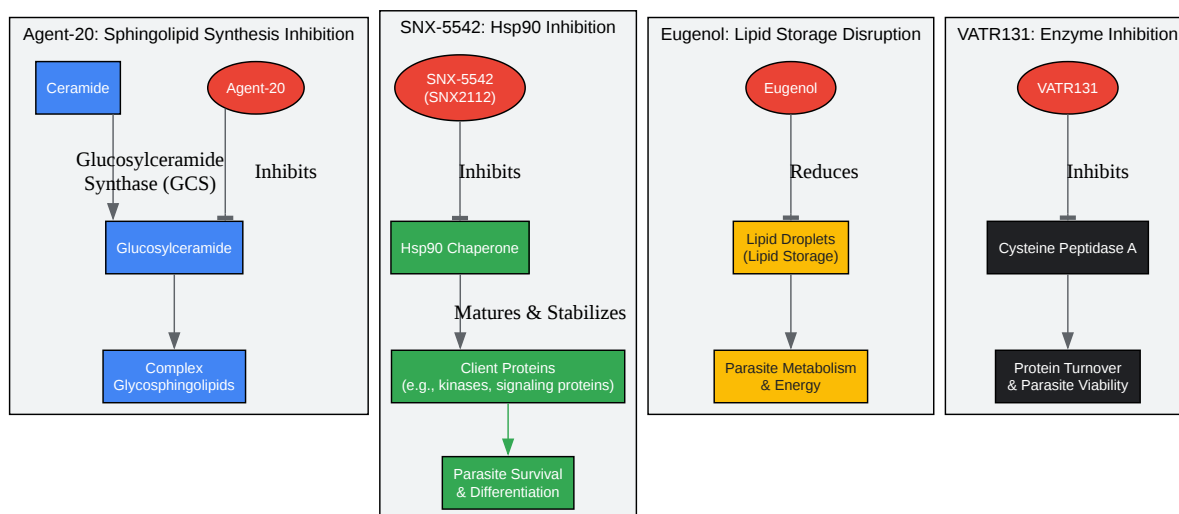 Agent-20: Sphingolipid Synthesis Inhibition
Ceramide
Agent-20
Glucosylceramide
Synthase (GCS)
Inhibits
Glucosylceramide
Complex
Glycosphingolipids
SNX-5542: Hsp90 Inhibition
SNX-5542
(SNX2112)
Inhibits
Hsp90 Chaperone
Matures & Stabilizes
Client Proteins
(e.g., kinases, signaling proteins)
Parasite Survival
& Differentiation
Eugenol: Lipid Storage Disruption
Eugenol
Reduces
Lipid Droplets
(Lipid Storage)
Parasite Metabolism
& Energy
VATR131: Enzyme Inhibition
VATR131
Inhibits
Cysteine Peptidase A
Protein Turnover
& Parasite Viability